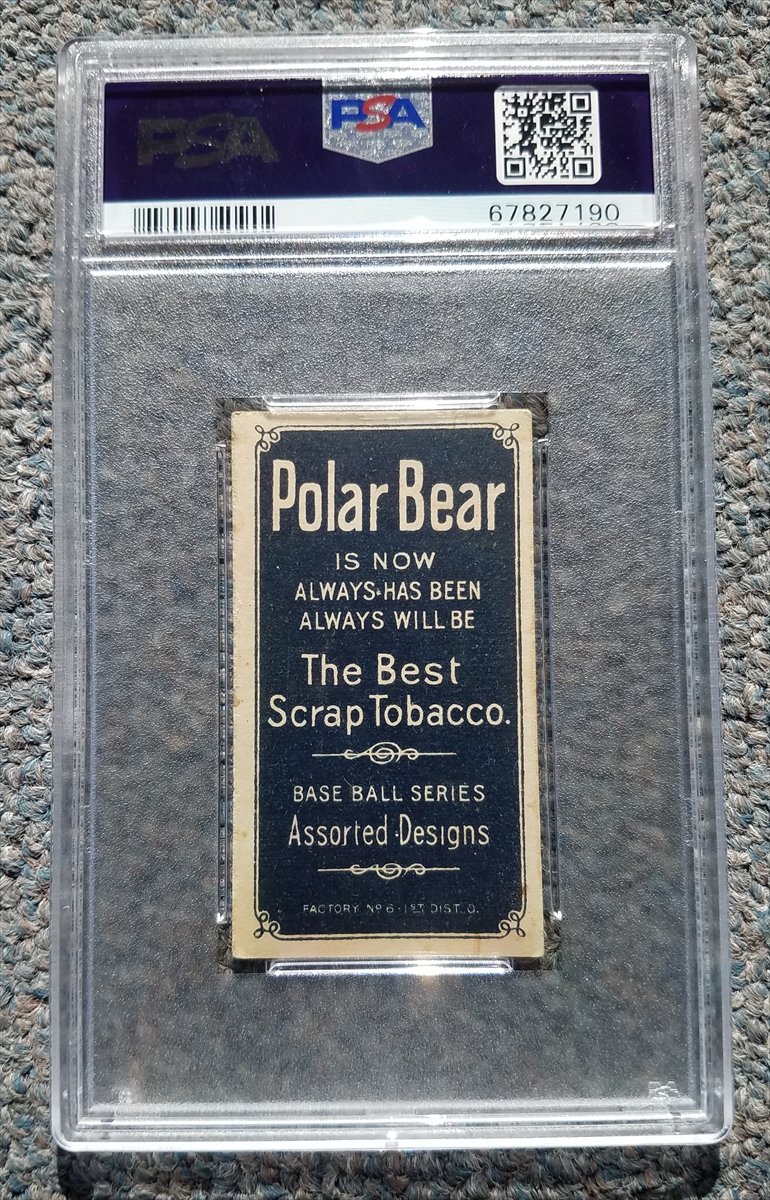 PSA
PSA
67827190
Polar Bear
IS NOW
ALWAYS·HAS BEEN
ALWAYS WILL BE
The Best
Scrap Tobacco.
BASE BALL SERIES
Assorted·Designs
FACTORY Nº 6·1ST DIST. O.